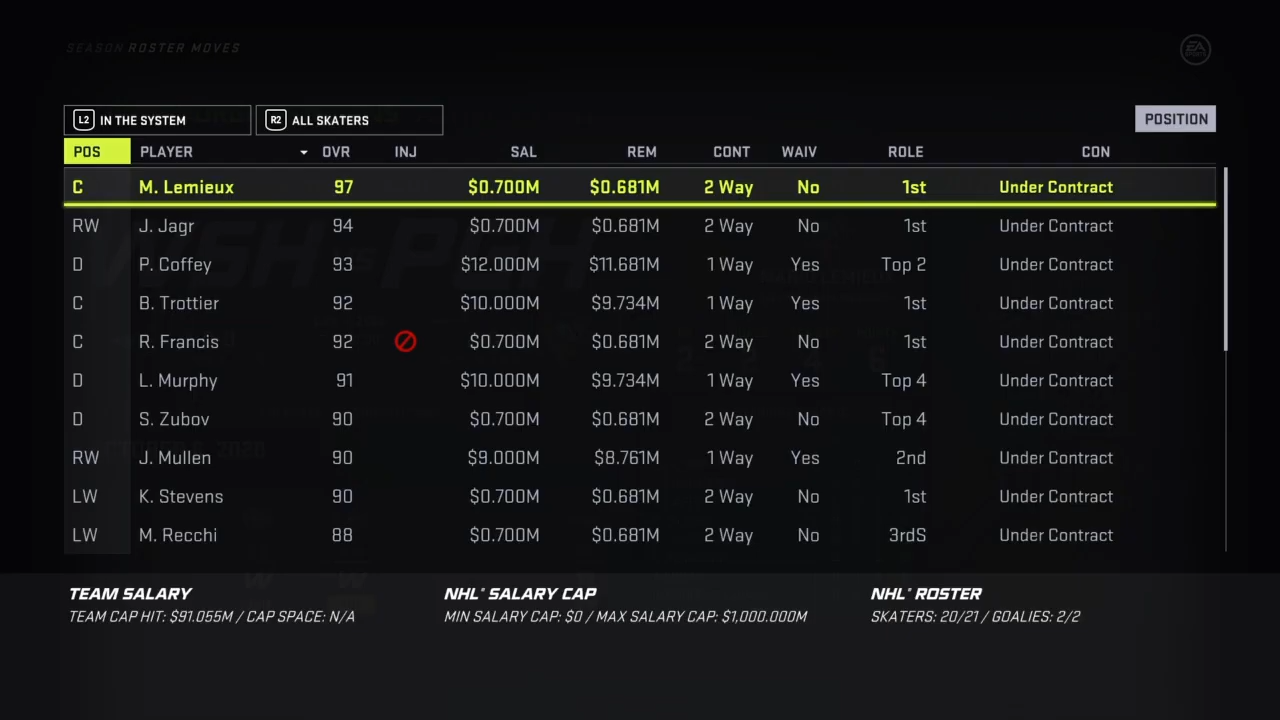 SEASON ROSTER MOVES
EA SPORTS
L2 IN THE SYSTEM R2 ALL SKATERS POSITION
POS PLAYER OVR INJ SAL REM CONT WAIV ROLE CON
C M. Lemieux 97 $0.700M $0.681M 2 Way No 1st Under Contract
RW J. Jagr 94 $0.700M $0.681M 2 Way No 1st Under Contract
D P. Coffey 93 $12.000M $11.681M 1 Way Yes Top 2 Under Contract
C B. Trottier 92 $10.000M $9.734M 1 Way Yes 1st Under Contract
C R. Francis 92 $0.700M $0.681M 2 Way No 1st Under Contract
D L. Murphy 91 $10.000M $9.734M 1 Way Yes Top 4 Under Contract
D S. Zubov 90 $0.700M $0.681M 2 Way No Top 4 Under Contract
RW J. Mullen 90 $9.000M $8.761M 1 Way Yes 2nd Under Contract
LW K. Stevens 90 $0.700M $0.681M 2 Way No 1st Under Contract
LW M. Recchi 88 $0.700M $0.681M 2 Way No 3rdS Under Contract
TEAM SALARY NHL® SALARY CAP NHL® ROSTER
TEAM CAP HIT: $91.055M / CAP SPACE: N/A MIN SALARY CAP: $0 / MAX SALARY CAP: $1,000.000M SKATERS: 20/21 / GOALIES: 2/2